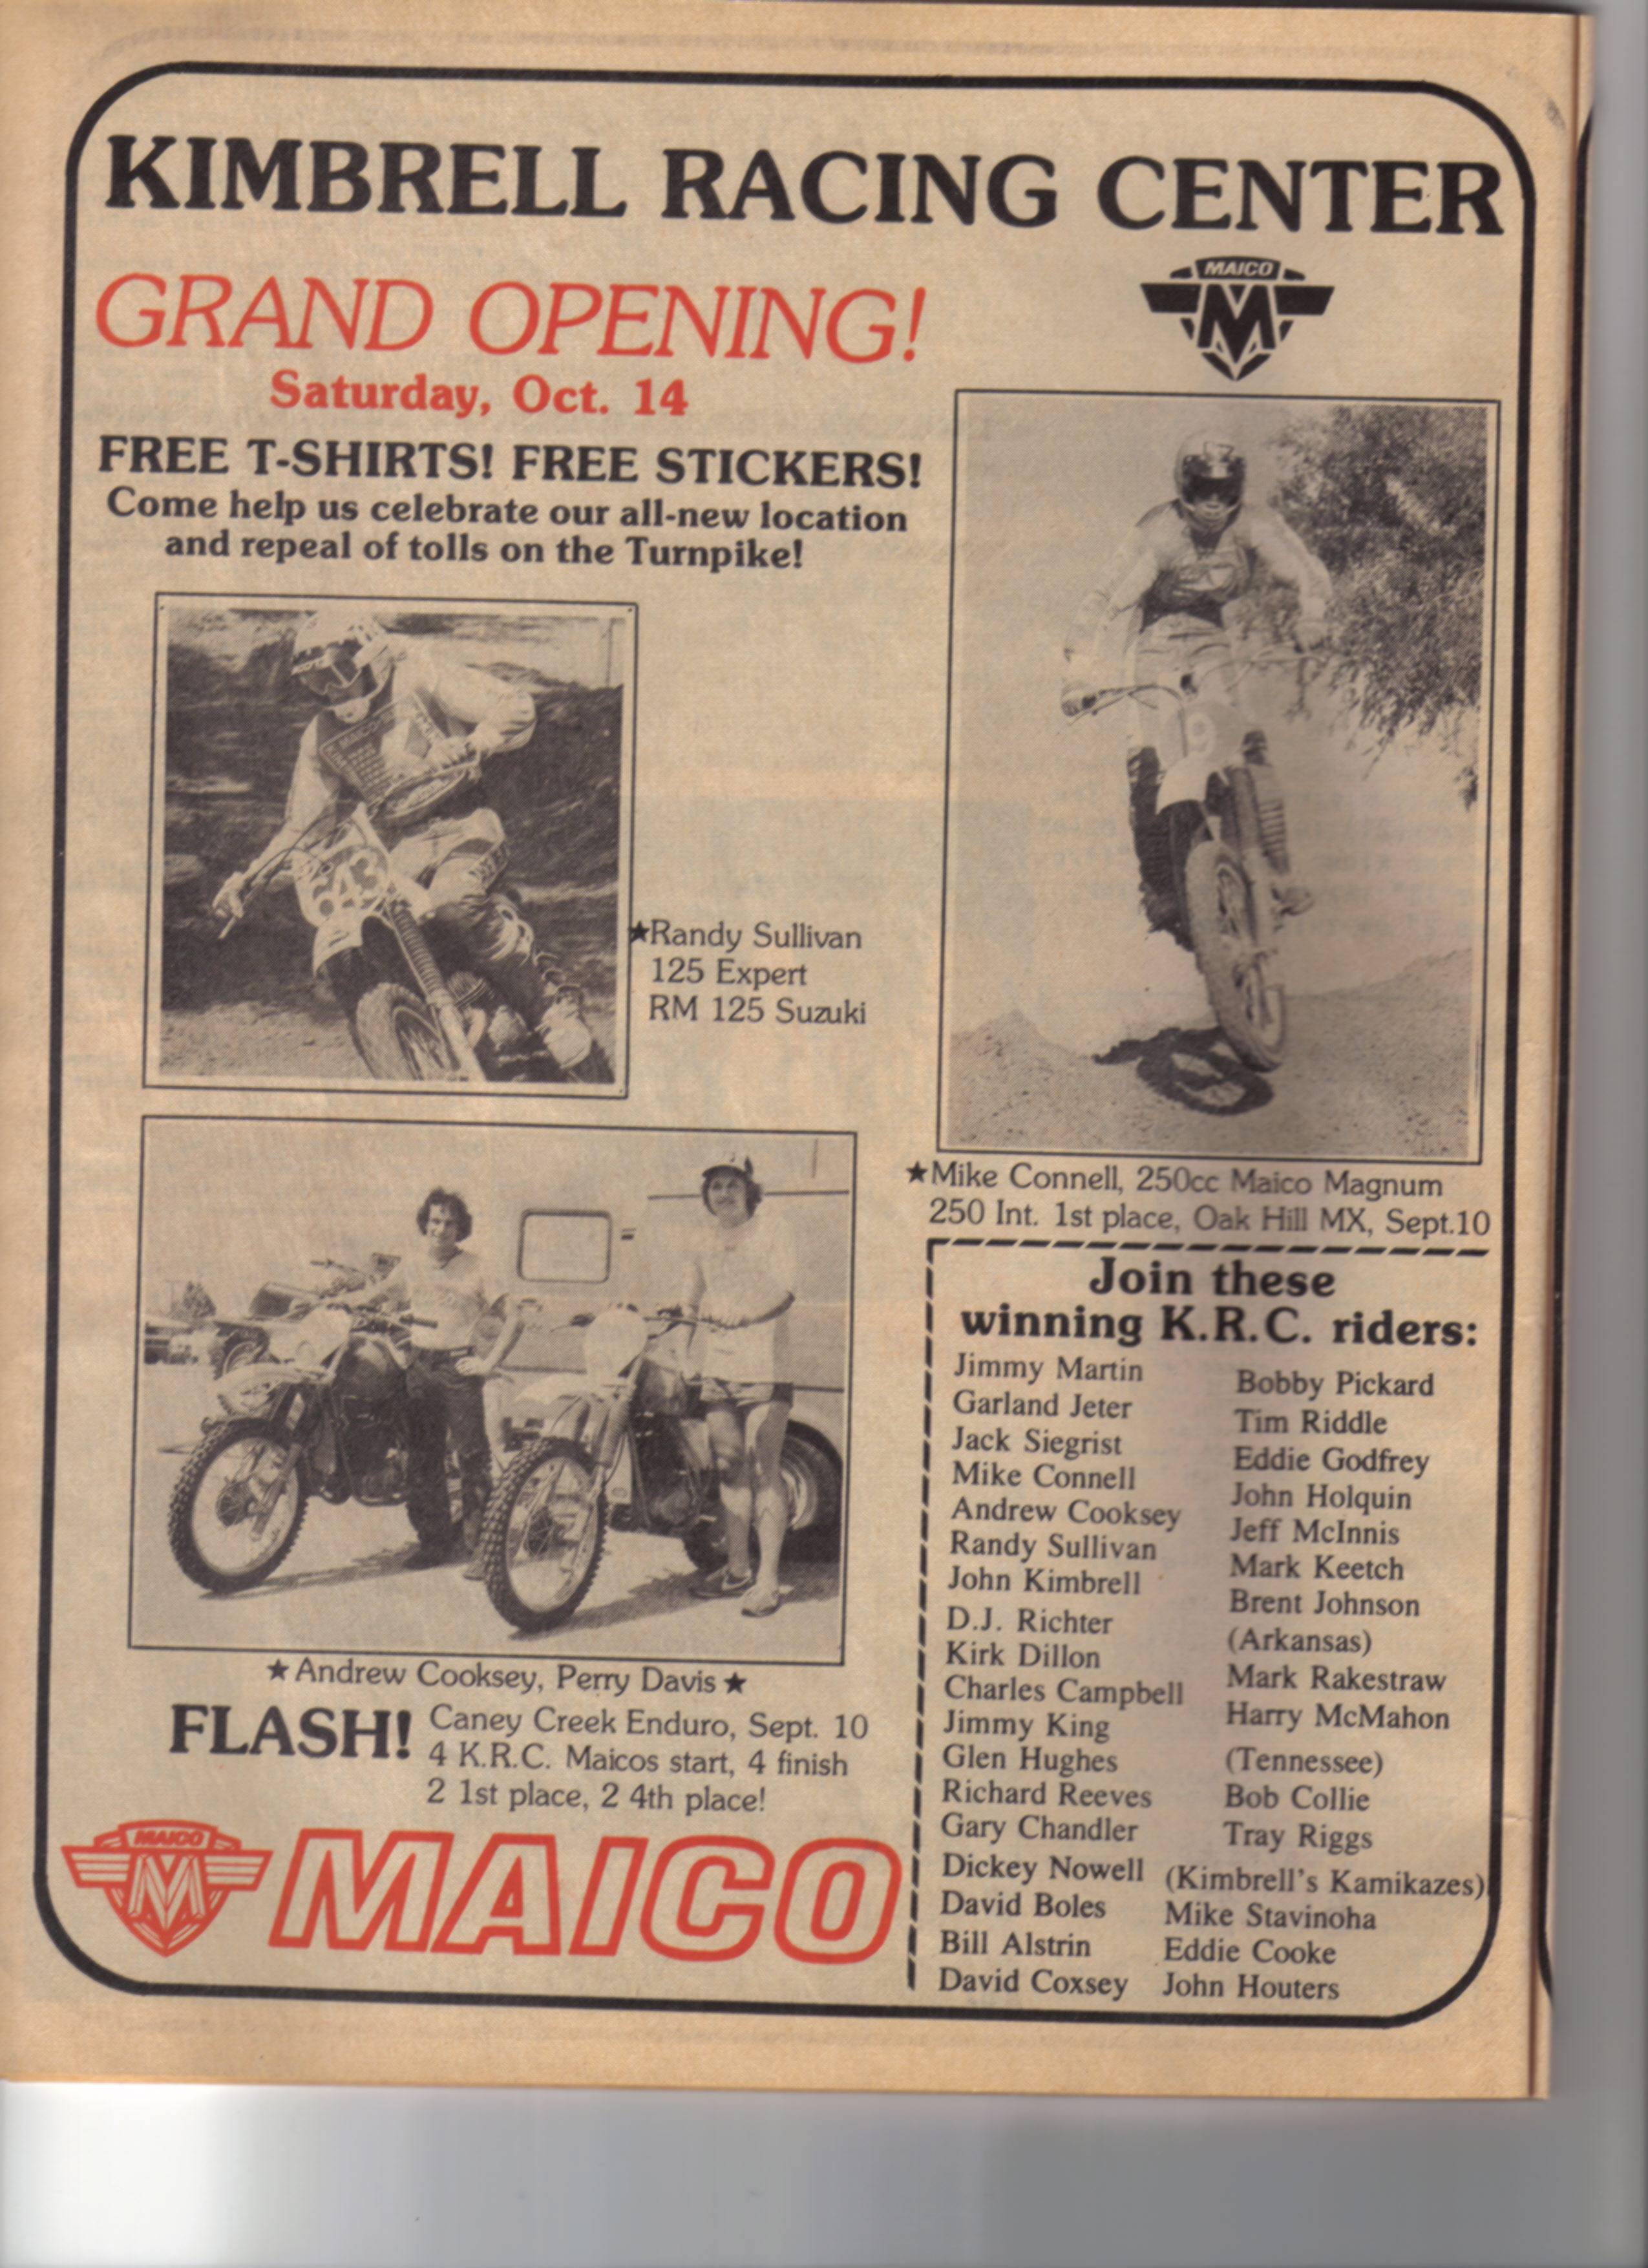 KIMBRELL RACING CENTER
GRAND OPENING!
Saturday, Oct. 14
FREE T-SHIRTS! FREE STICKERS!
Come help us celebrate our all-new location
and repeal of tolls on the Turnpike!
MAICO
M
243
★Randy Sullivan
125 Expert
RM 125 Suzuki
19
★Mike Connell, 250cc Maico Magnum
250 Int. 1st place, Oak Hill MX, Sept.10
★Andrew Cooksey, Perry Davis★
FLASH! Caney Creek Enduro, Sept. 10
4 K.R.C. Maicos start, 4 finish
2 1st place, 2 4th place!
MAICO
M
MAICO
Join these
winning K.R.C. riders:
Jimmy Martin
Garland Jeter
Jack Siegrist
Mike Connell
Andrew Cooksey
Randy Sullivan
John Kimbrell
D.J. Richter
Kirk Dillon
Charles Campbell
Jimmy King
Glen Hughes
Richard Reeves
Gary Chandler
Dickey Nowell
David Boles
Bill Alstrin
David Coxsey
Bobby Pickard
Tim Riddle
Eddie Godfrey
John Holquin
Jeff McInnis
Mark Keetch
Brent Johnson
(Arkansas)
Mark Rakestraw
Harry McMahon
(Tennessee)
Bob Collie
Tray Riggs
(Kimbrell's Kamikazes)
Mike Stavinoha
Eddie Cooke
John Houters